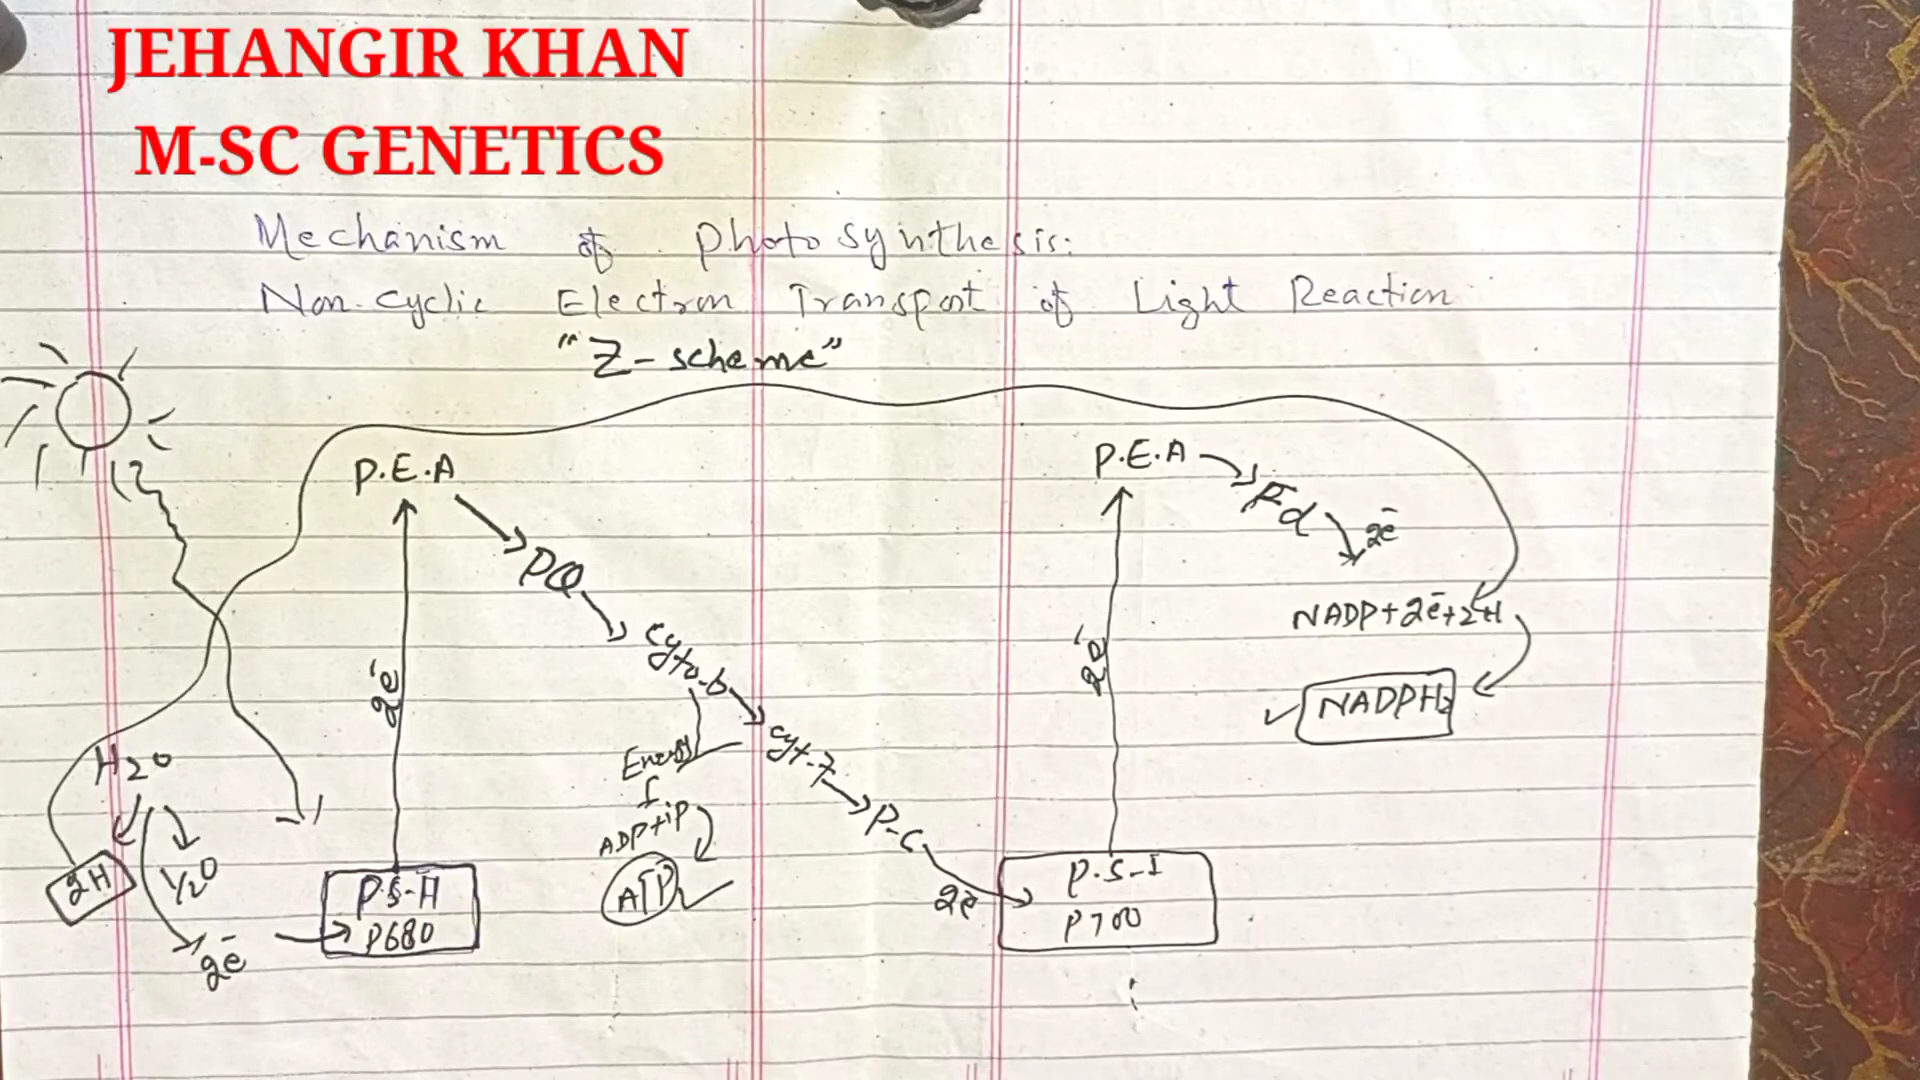 JEHANGIR KHAN
M-SC GENETICS
Mechanism of photosynthesis:
Non-cyclic Electron Transport of Light Reaction
"Z-scheme"
P.E.A
PQ
Cyto-b
cyt-f
P-C
2e-
2e-
P.E.A
Fd
2e-
NADP+2e-+2H
NADPH2
2e-
H2O
2H
1/2O
2e-
P.S-II
P680
Energy
ADP+iP
ATP
P.S-I
P700